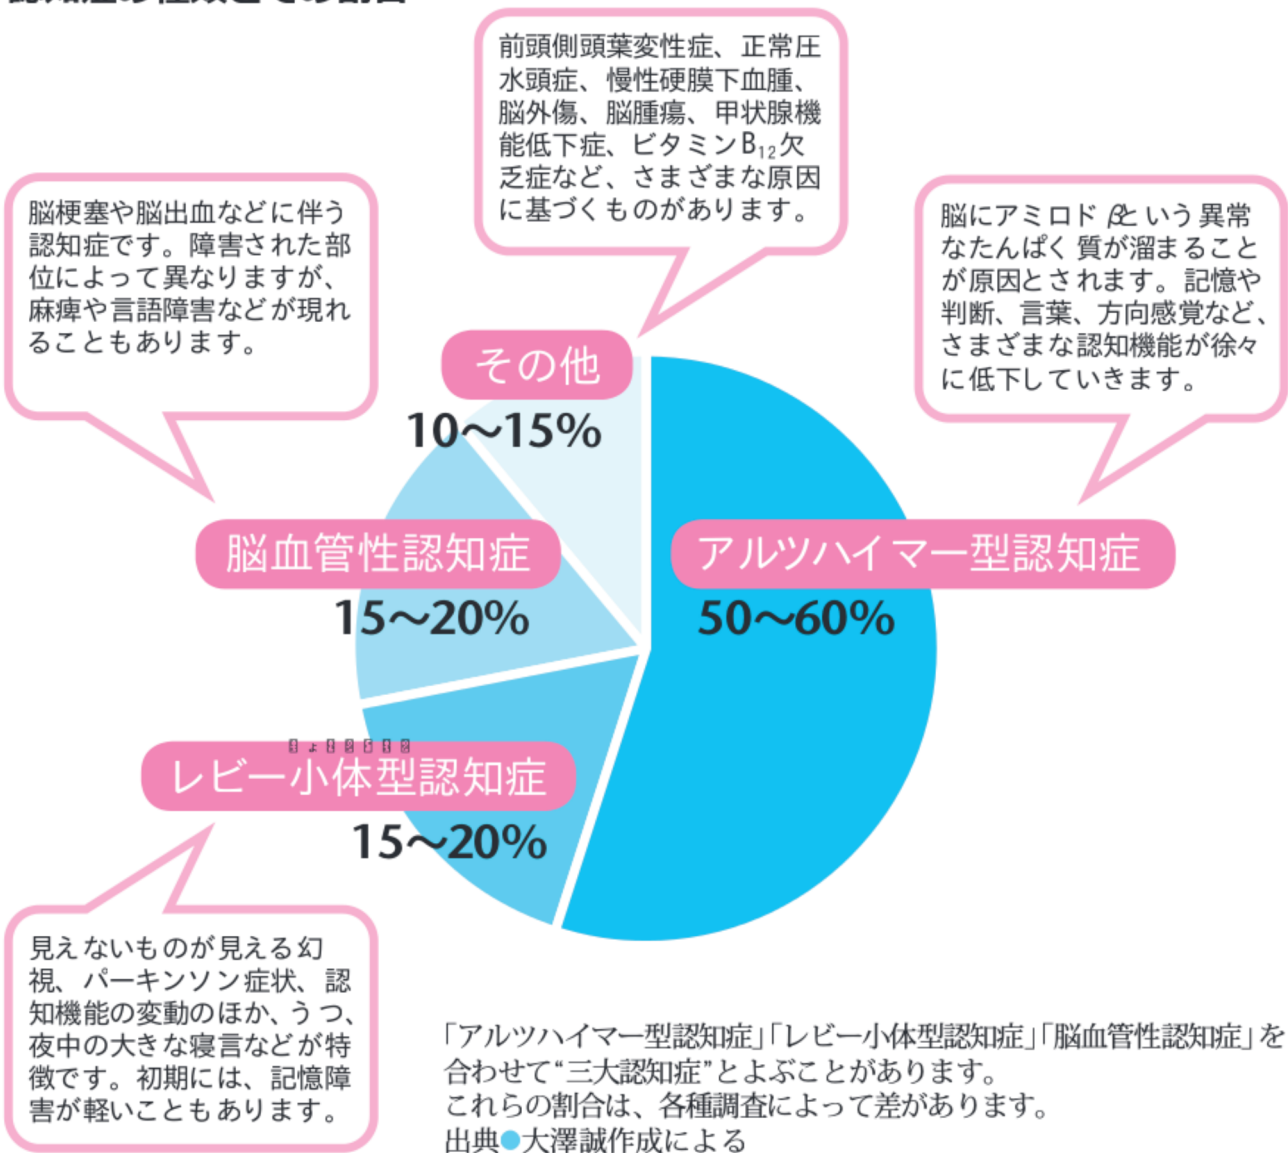 認知症の種類とその割合
前頭側頭葉変性症、正常圧
水頭症、慢性硬膜下血腫、
脳外傷、脳腫瘍、甲状腺機
能低下症、ビタミンB₁₂欠
乏症など、さまざまな原因
に基づくものがあります。
脳梗塞や脳出血などに伴う
認知症です。障害された部
位によって異なりますが、
麻痺や言語障害などが現れ
ることもあります。
脳にアミロド βという異常
なたんぱく質が溜まること
が原因とされます。記憶や
判断、言葉、方向感覚など、
さまざまな認知機能が徐々
に低下していきます。
その他
10〜15%
脳血管性認知症
15〜20%
アルツハイマー型認知症
50〜60%
レビー小体型認知症
15〜20%
見えないものが見える幻
視、パーキンソン症状、認
知機能の変動のほか、うつ、
夜中の大きな寝言などが特
徴です。初期には、記憶障
害が軽いこともあります。
「アルツハイマー型認知症」「レビー小体型認知症」「脳血管性認知症」を
合わせて“三大認知症”とよぶことがあります。
これらの割合は、各種調査によって差があります。
出典●大澤誠作成による